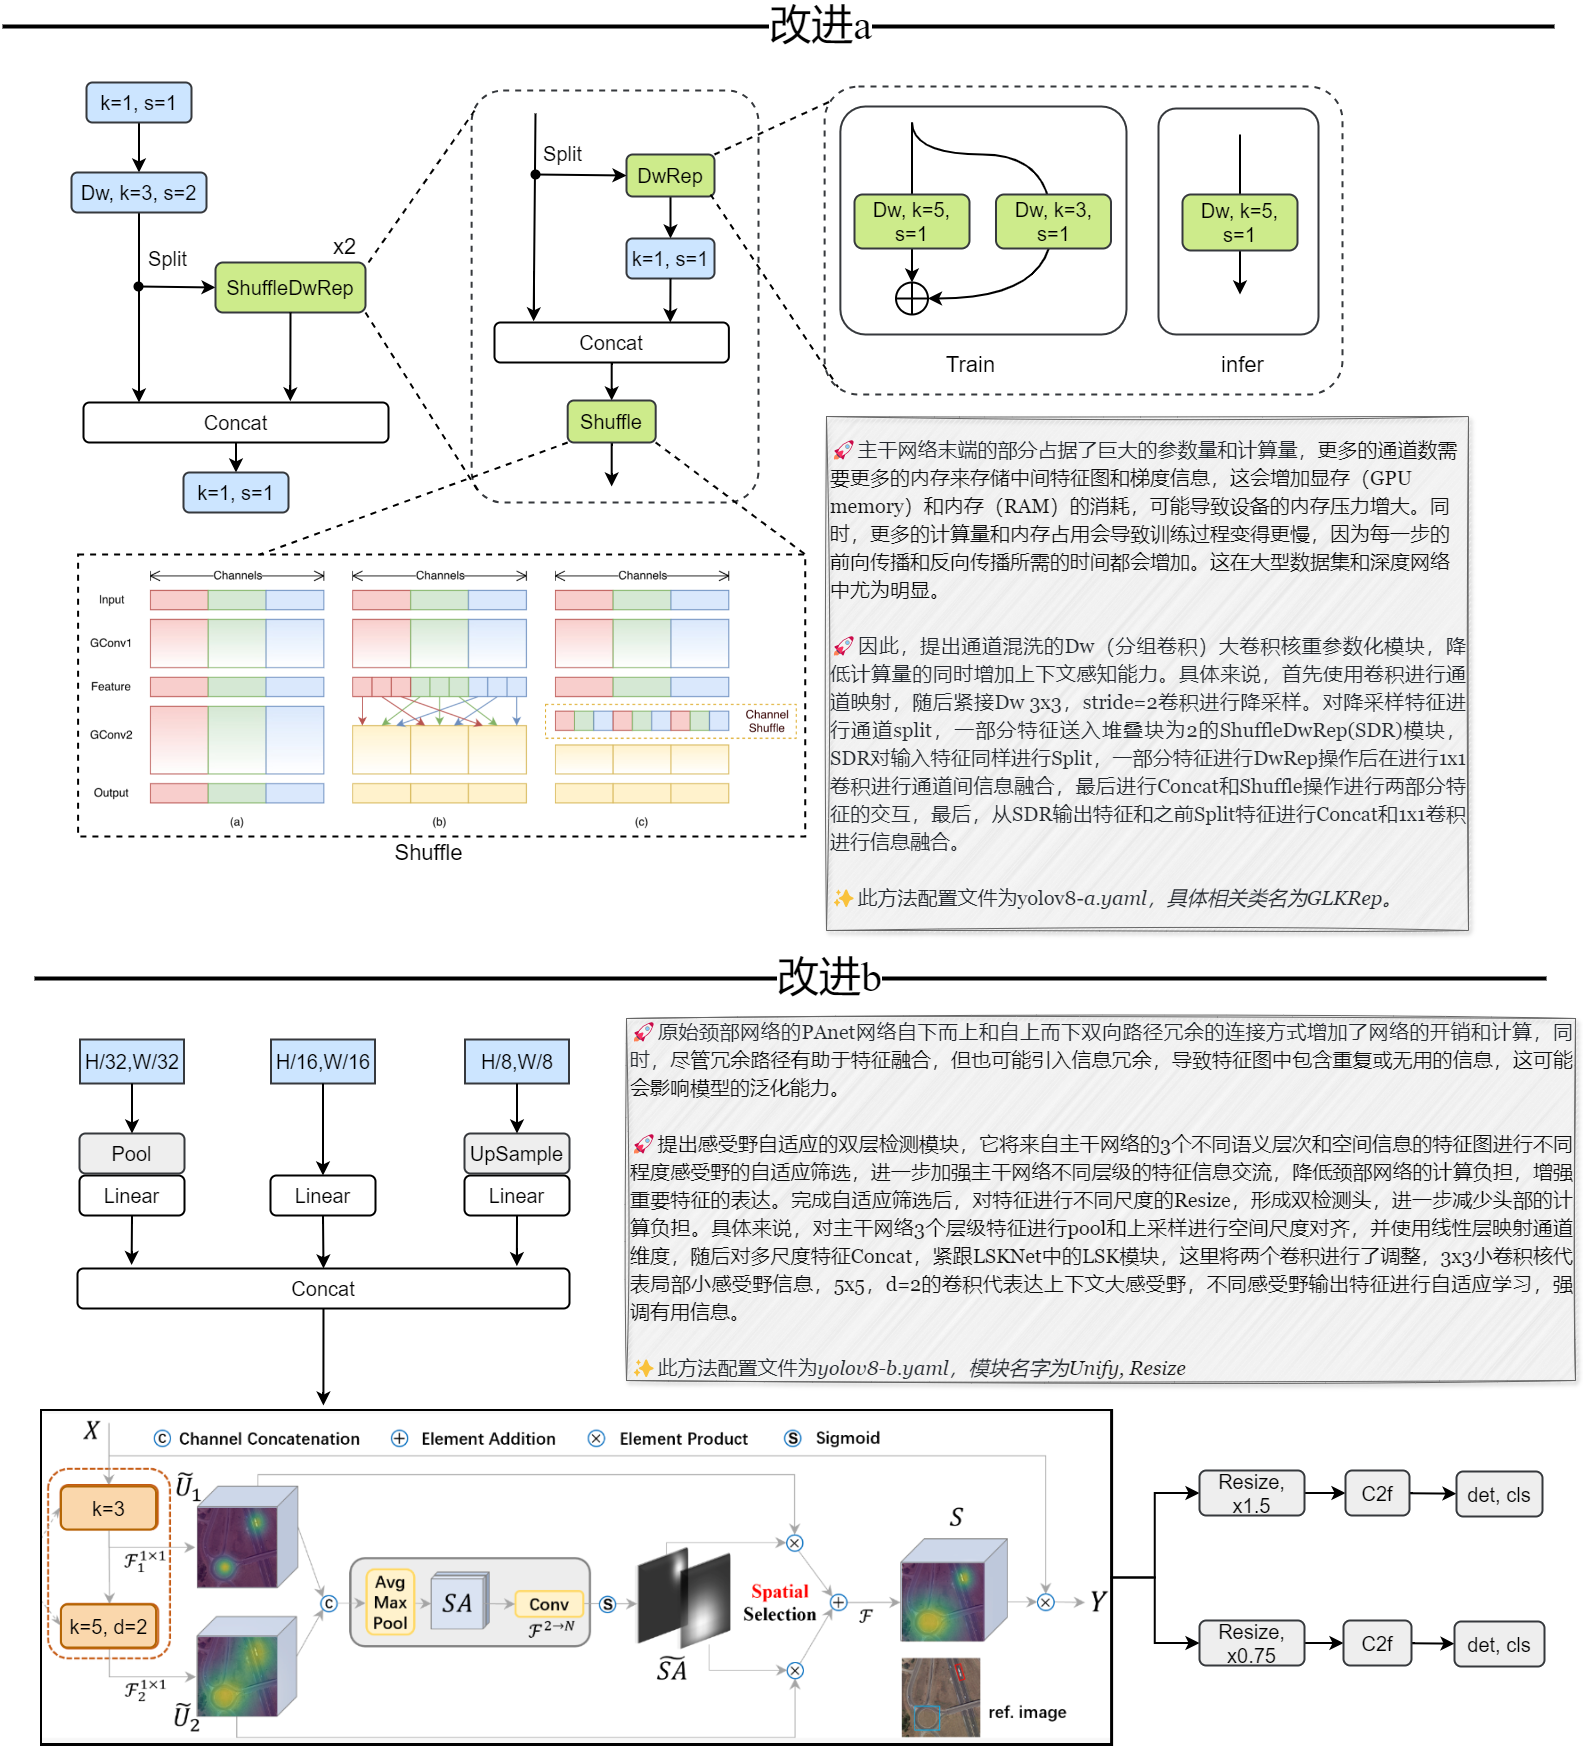 改进a
k=1, s=1
Dw, k=3, s=2
Split
x2
ShuffleDwRep
Concat
k=1, s=1
Split
DwRep
k=1, s=1
Concat
Shuffle
Dw, k=5,
s=1
Dw, k=3,
s=1
Train
Dw, k=5,
s=1
infer
Channels
Channels
Channels
Input
GConv1
Feature
GConv2
Output
Channel
Shuffle
(a)
(b)
(c)
Shuffle
🚀 主干网络末端的部分占据了巨大的参数量和计算量，更多的通道数需
要更多的内存来存储中间特征图和梯度信息，这会增加显存（GPU
memory）和内存（RAM）的消耗，可能导致设备的内存压力增大。同
时，更多的计算量和内存占用会导致训练过程变得更慢，因为每一步的
前向传播和反向传播所需的时间都会增加。这在大型数据集和深度网络
中尤为明显。
🚀 因此，提出通道混洗的Dw（分组卷积）大卷积核重参数化模块，降
低计算量的同时增加上下文感知能力。具体来说，首先使用卷积进行通
道映射，随后紧接Dw 3x3，stride=2卷积进行降采样。对降采样特征进
行通道split，一部分特征送入堆叠块为2的ShuffleDwRep(SDR)模块，
SDR对输入特征同样进行Split，一部分特征进行DwRep操作后在进行1x1
卷积进行通道间信息融合，最后进行Concat和Shuffle操作进行两部分特
征的交互，最后，从SDR输出特征和之前Split特征进行Concat和1x1卷积
进行信息融合。
✨ 此方法配置文件为yolov8-a.yaml，具体相关类名为GLKRep。
改进b
H/32,W/32
H/16,W/16
H/8,W/8
Pool
UpSample
Linear
Linear
Linear
Concat
🚀 原始颈部网络的PAnet网络自下而上和自上而下双向路径冗余的连接方式增加了网络的开销和计算，同
时，尽管冗余路径有助于特征融合，但也可能引入信息冗余，导致特征图中包含重复或无用的信息，这可能
会影响模型的泛化能力。
🚀 提出感受野自适应的双层检测模块，它将来自主干网络的3个不同语义层次和空间信息的特征图进行不同
程度感受野的自适应筛选，进一步加强主干网络不同层级的特征信息交流，降低颈部网络的计算负担，增强
重要特征的表达。完成自适应筛选后，对特征进行不同尺度的Resize，形成双检测头，进一步减少头部的计
算负担。具体来说，对主干网络3个层级特征进行pool和上采样进行空间尺度对齐，并使用线性层映射通道
维度，随后对多尺度特征Concat，紧跟LSKNet中的LSK模块，这里将两个卷积进行了调整，3x3小卷积核代
表局部小感受野信息，5x5，d=2的卷积代表达上下文大感受野，不同感受野输出特征进行自适应学习，强
调有用信息。
✨ 此方法配置文件为yolov8-b.yaml，模块名字为Unify, Resize
X
C Channel Concatenation
+ Element Addition
× Element Product
S Sigmoid
k=3
Ũ₁
ℱ₁¹ˣ¹
k=5, d=2
ℱ₂¹ˣ¹
Ũ₂
C
Avg
Max
Pool
SA
Conv
ℱ²→ᴺ
S
S͠A
Spatial
Selection
ℱ
S
Y
ref. image
Resize,
x1.5
C2f
det, cls
Resize,
x0.75
C2f
det, cls